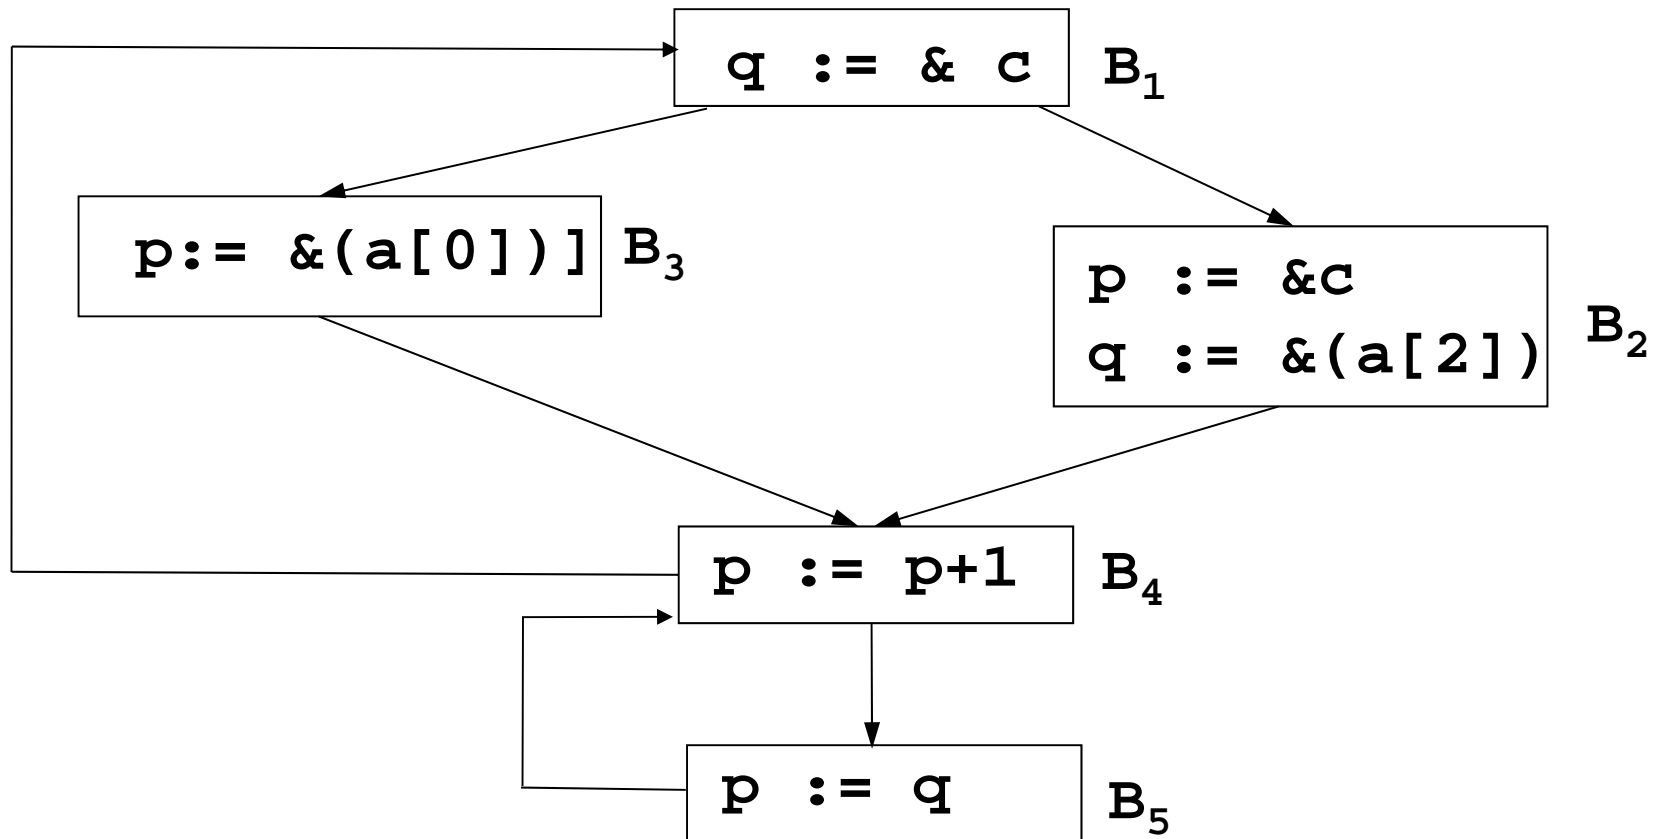 q := & c
B1
p:= &(a[0])]
B3
p := &c
q := &(a[2])
B2
p := p+1
B4
p := q
B5